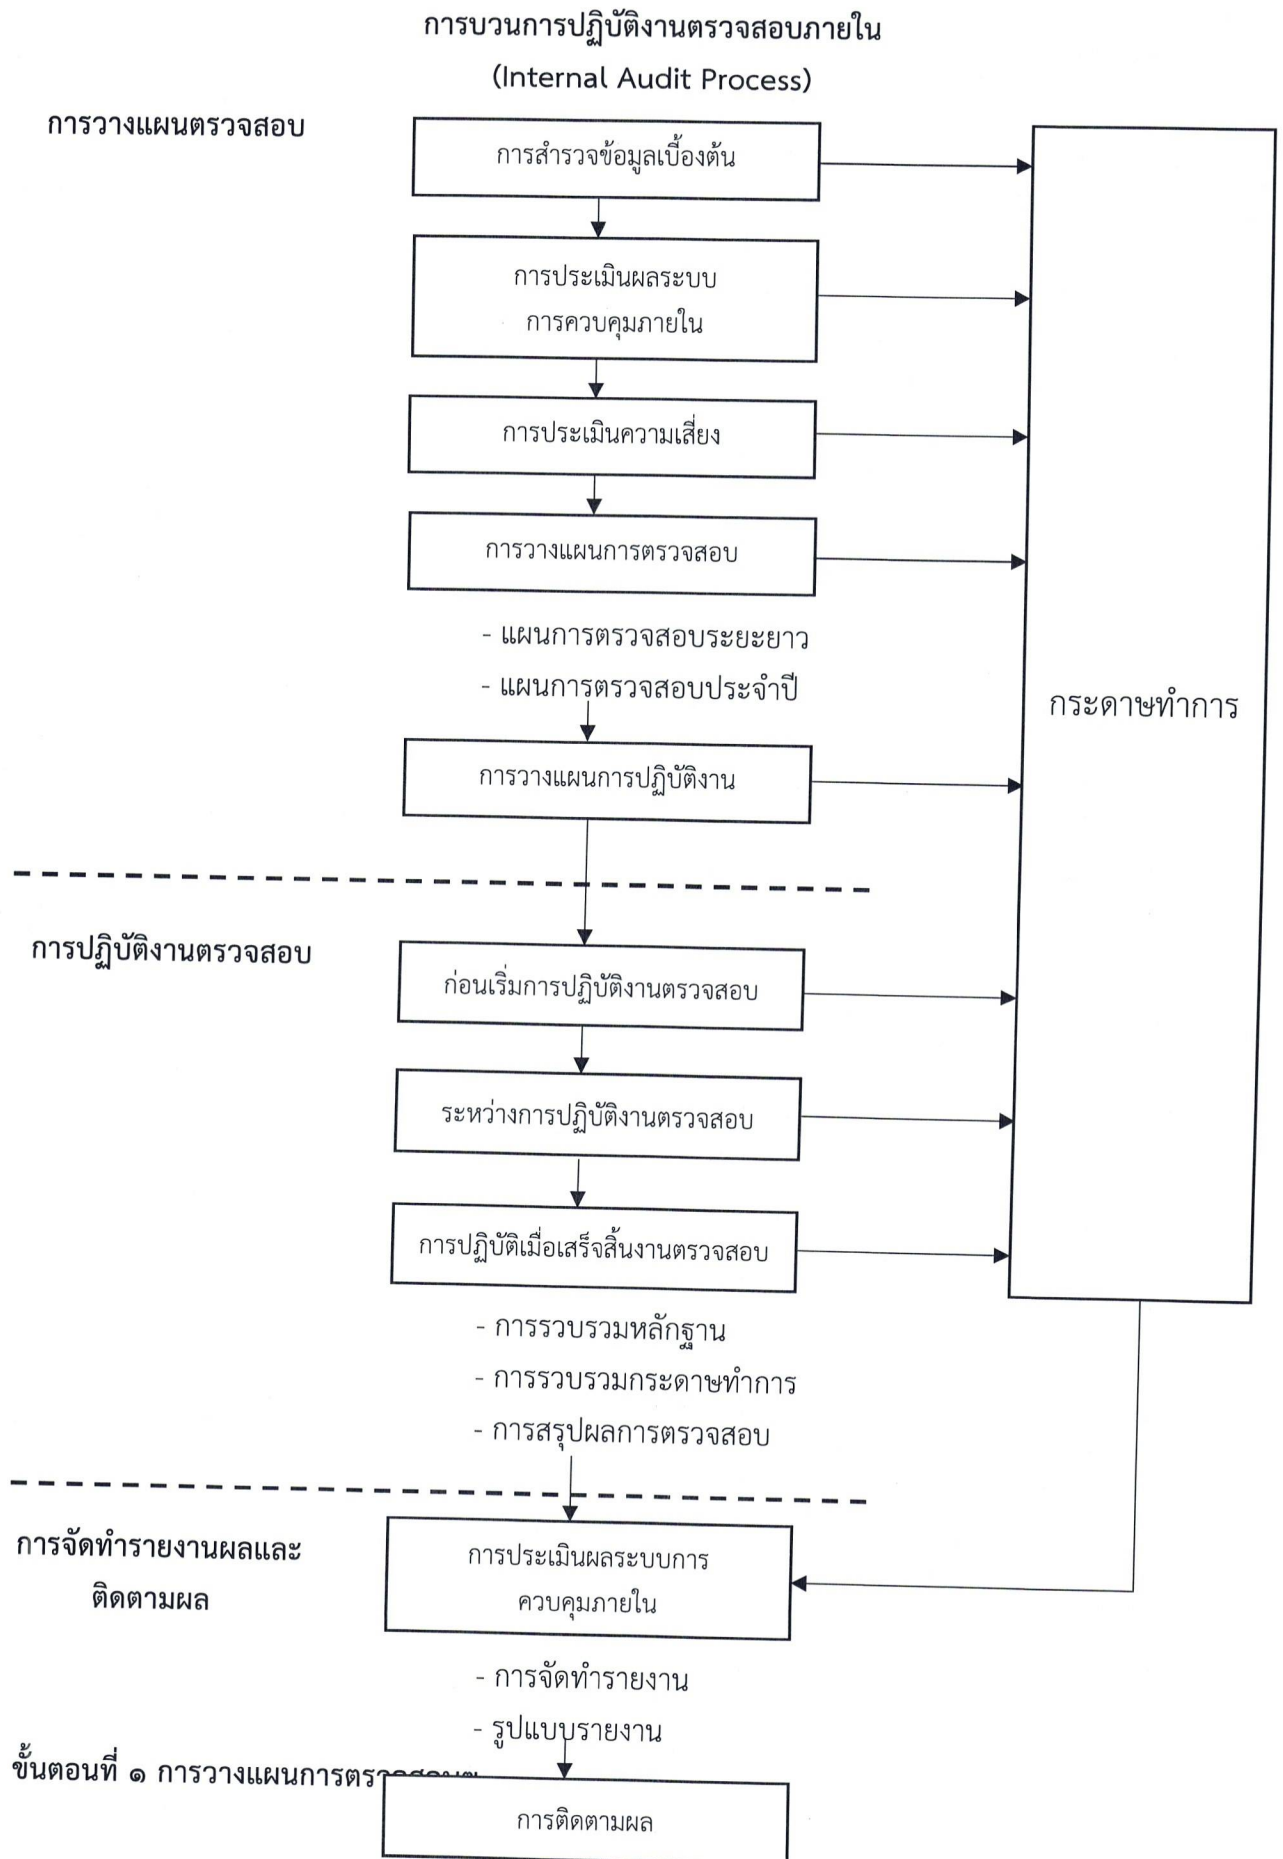 การบวนการปฏิบัติงานตรวจสอบภายใน
(Internal Audit Process)
การวางแผนตรวจสอบ
การสำรวจข้อมูลเบื้องต้น
การประเมินผลระบบ
การควบคุมภายใน
การประเมินความเสี่ยง
การวางแผนการตรวจสอบ
- แผนการตรวจสอบระยะยาว
- แผนการตรวจสอบประจำปี
กระดาษทำการ
การวางแผนการปฏิบัติงาน
การปฏิบัติงานตรวจสอบ
ก่อนเริ่มการปฏิบัติงานตรวจสอบ
ระหว่างการปฏิบัติงานตรวจสอบ
การปฏิบัติเมื่อเสร็จสิ้นงานตรวจสอบ
- การรวบรวมหลักฐาน
- การรวบรวมกระดาษทำการ
- การสรุปผลการตรวจสอบ
การจัดทำรายงานผลและ
ติดตามผล
การประเมินผลระบบการ
ควบคุมภายใน
- การจัดทำรายงาน
- รูปแบบรายงาน
ขั้นตอนที่ ๑ การวางแผนการ
การติดตามผล